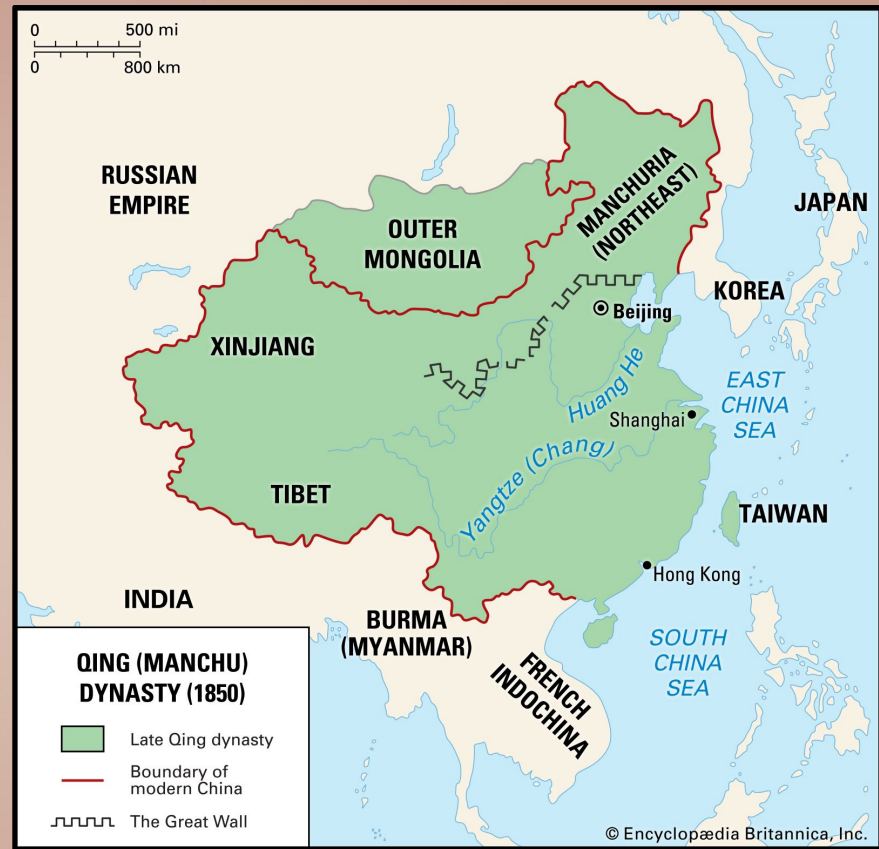 0 500 mi
0 800 km
RUSSIAN
EMPIRE
OUTER
MONGOLIA
MANCHURIA
(NORTHEAST)
JAPAN
KOREA
Beijing
XINJIANG
Huang He
EAST
CHINA
SEA
Shanghai
Yangtze (Chang)
TIBET
TAIWAN
Hong Kong
INDIA
BURMA
(MYANMAR)
FRENCH
INDOCHINA
SOUTH
CHINA
SEA
QING (MANCHU)
DYNASTY (1850)
Late Qing dynasty
Boundary of
modern China
The Great Wall
© Encyclopædia Britannica, Inc.